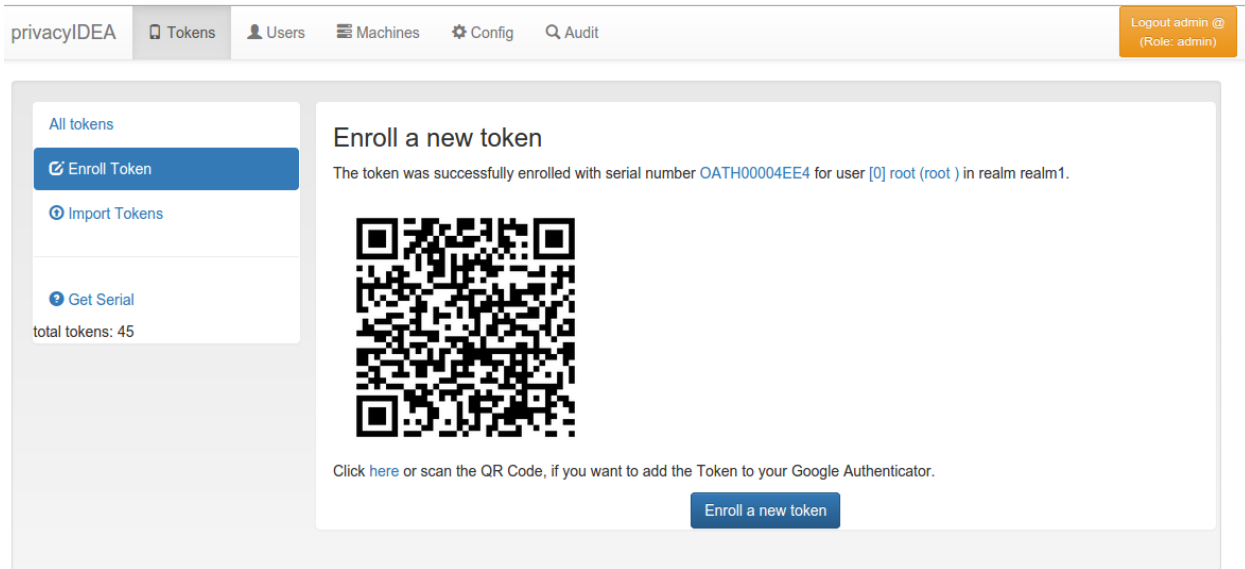 privacyIDEA Tokens Users Machines Config Audit
Logout admin @
(Role: admin)
All tokens
Enroll Token
Import Tokens
Get Serial
total tokens: 45
Enroll a new token
The token was successfully enrolled with serial number OATH00004EE4 for user [0] root (root ) in realm realm1.
Click here or scan the QR Code, if you want to add the Token to your Google Authenticator.
Enroll a new token